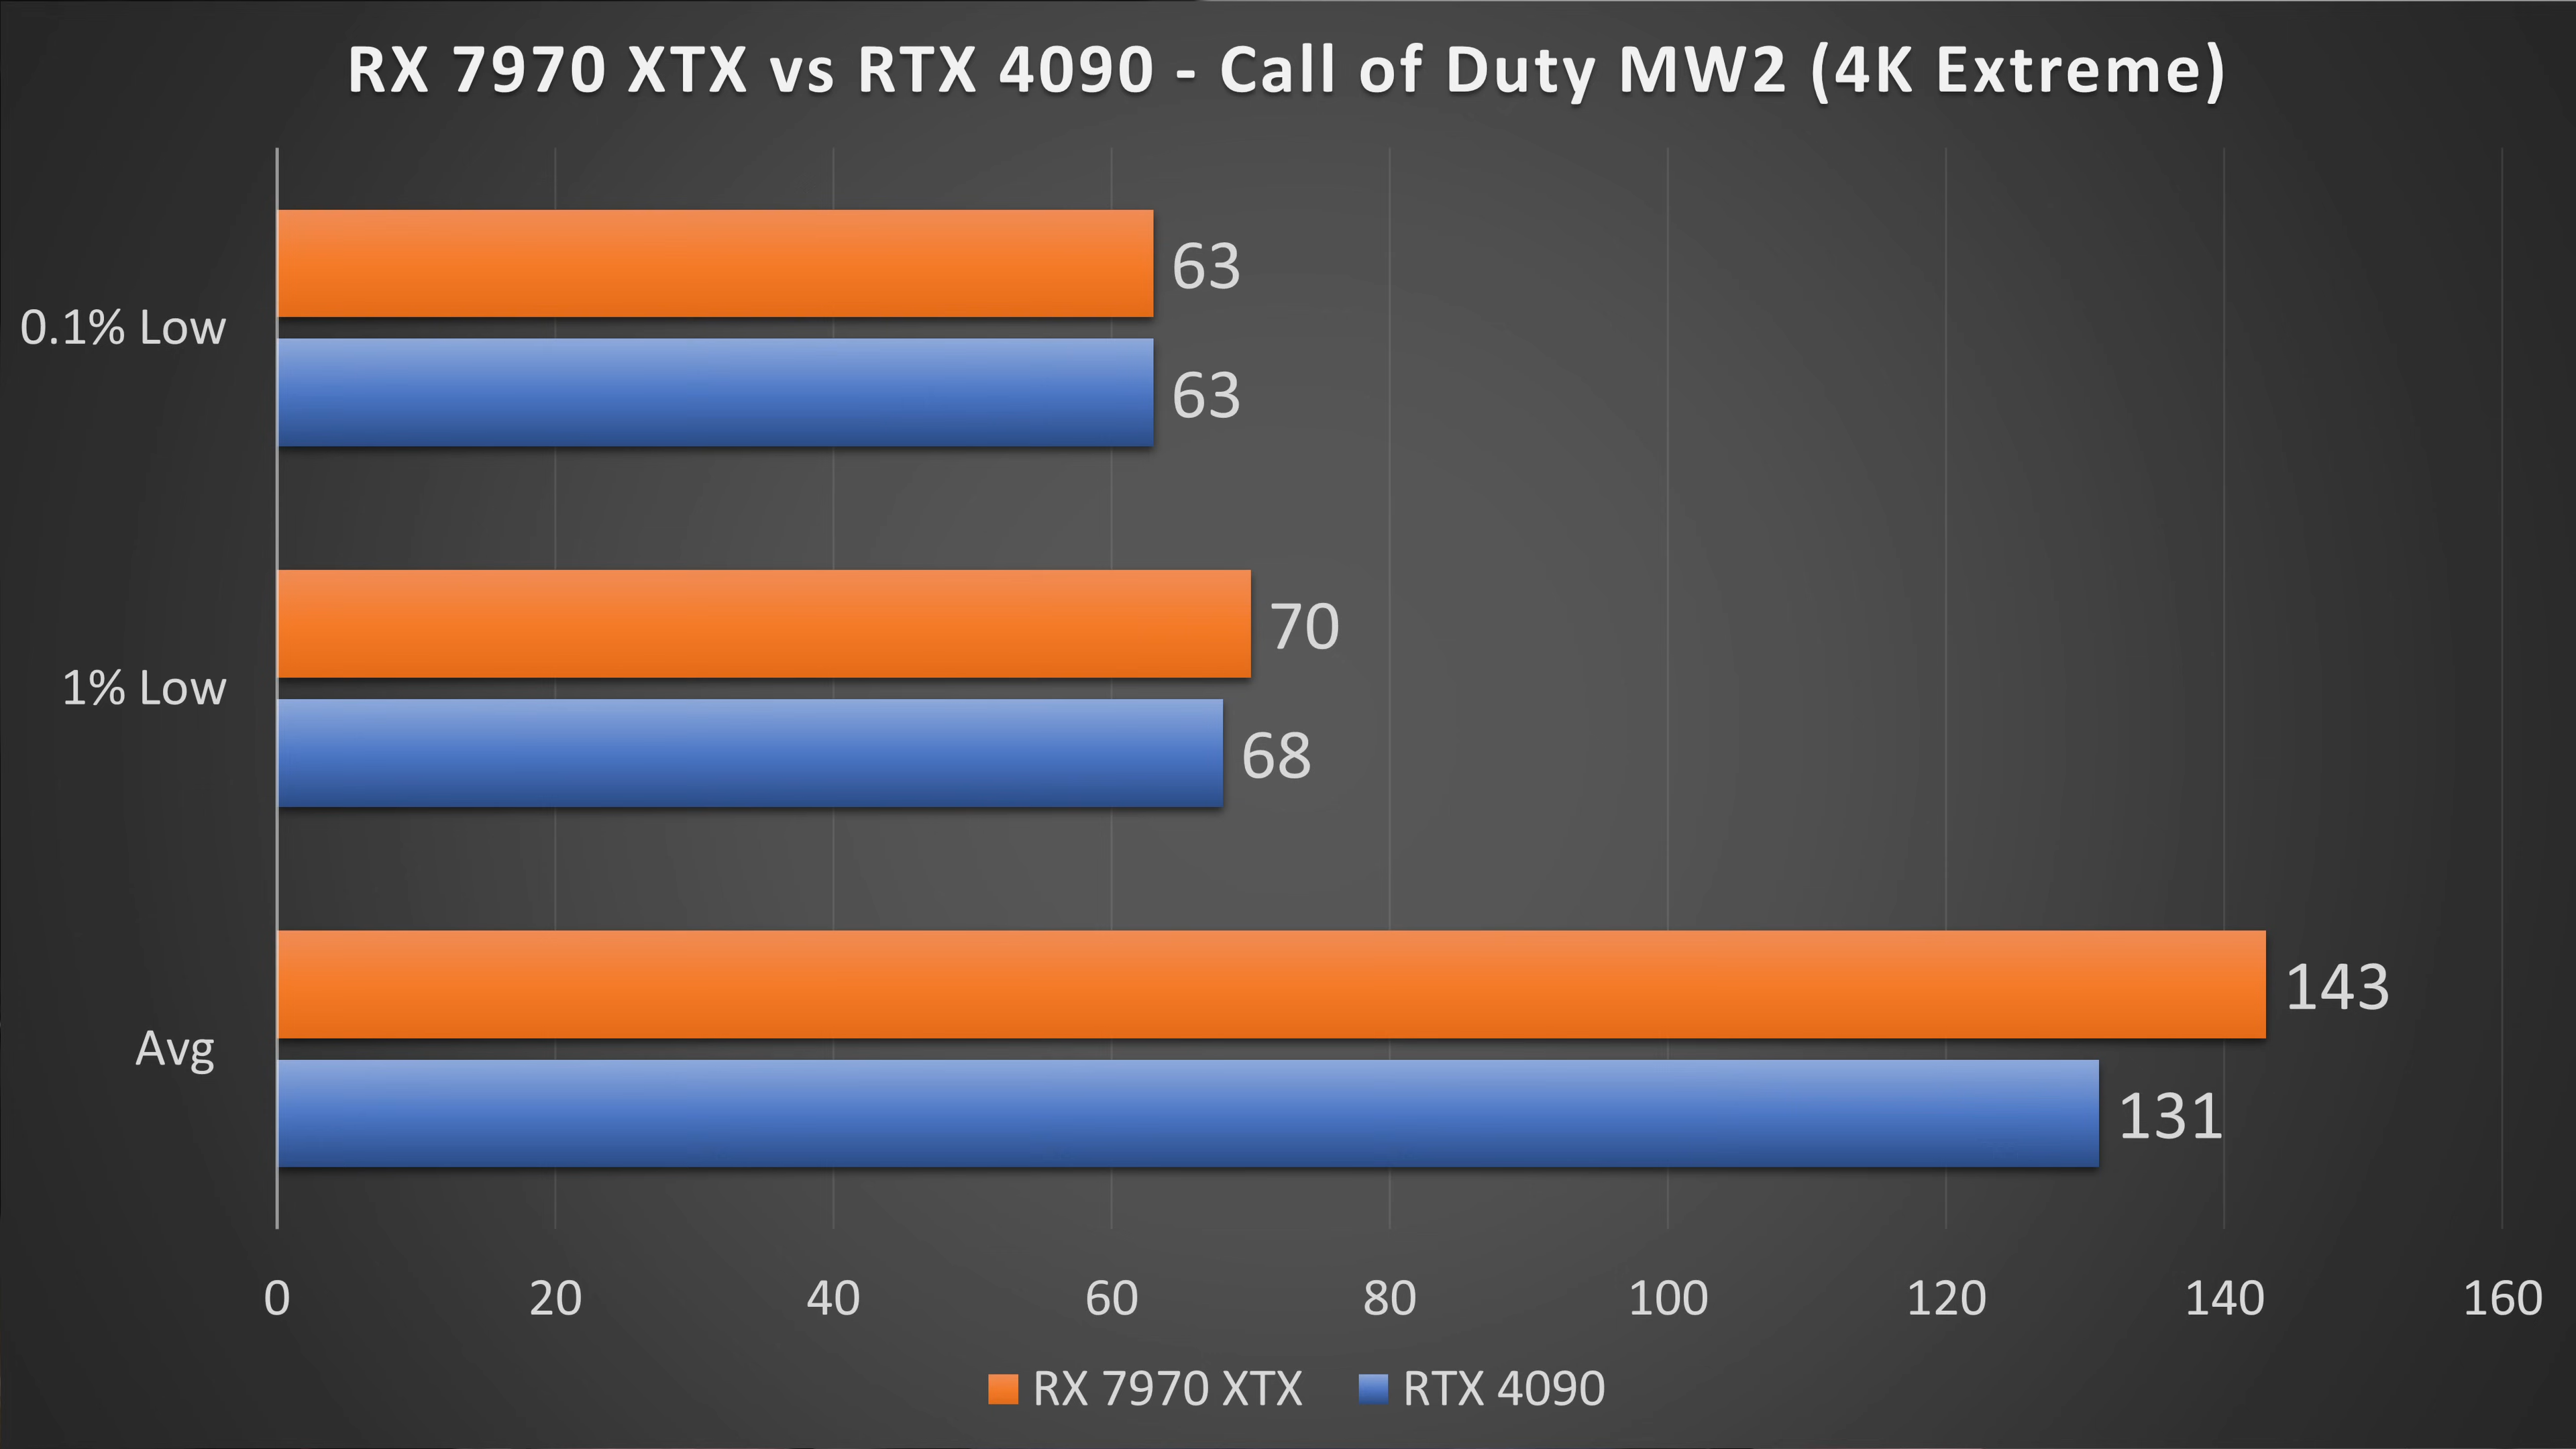 RX 7970 XTX vs RTX 4090 - Call of Duty MW2 (4K Extreme)
0.1% Low
63
63
1% Low
70
68
Avg
143
131
0 20 40 60 80 100 120 140 160
RX 7970 XTX RTX 4090